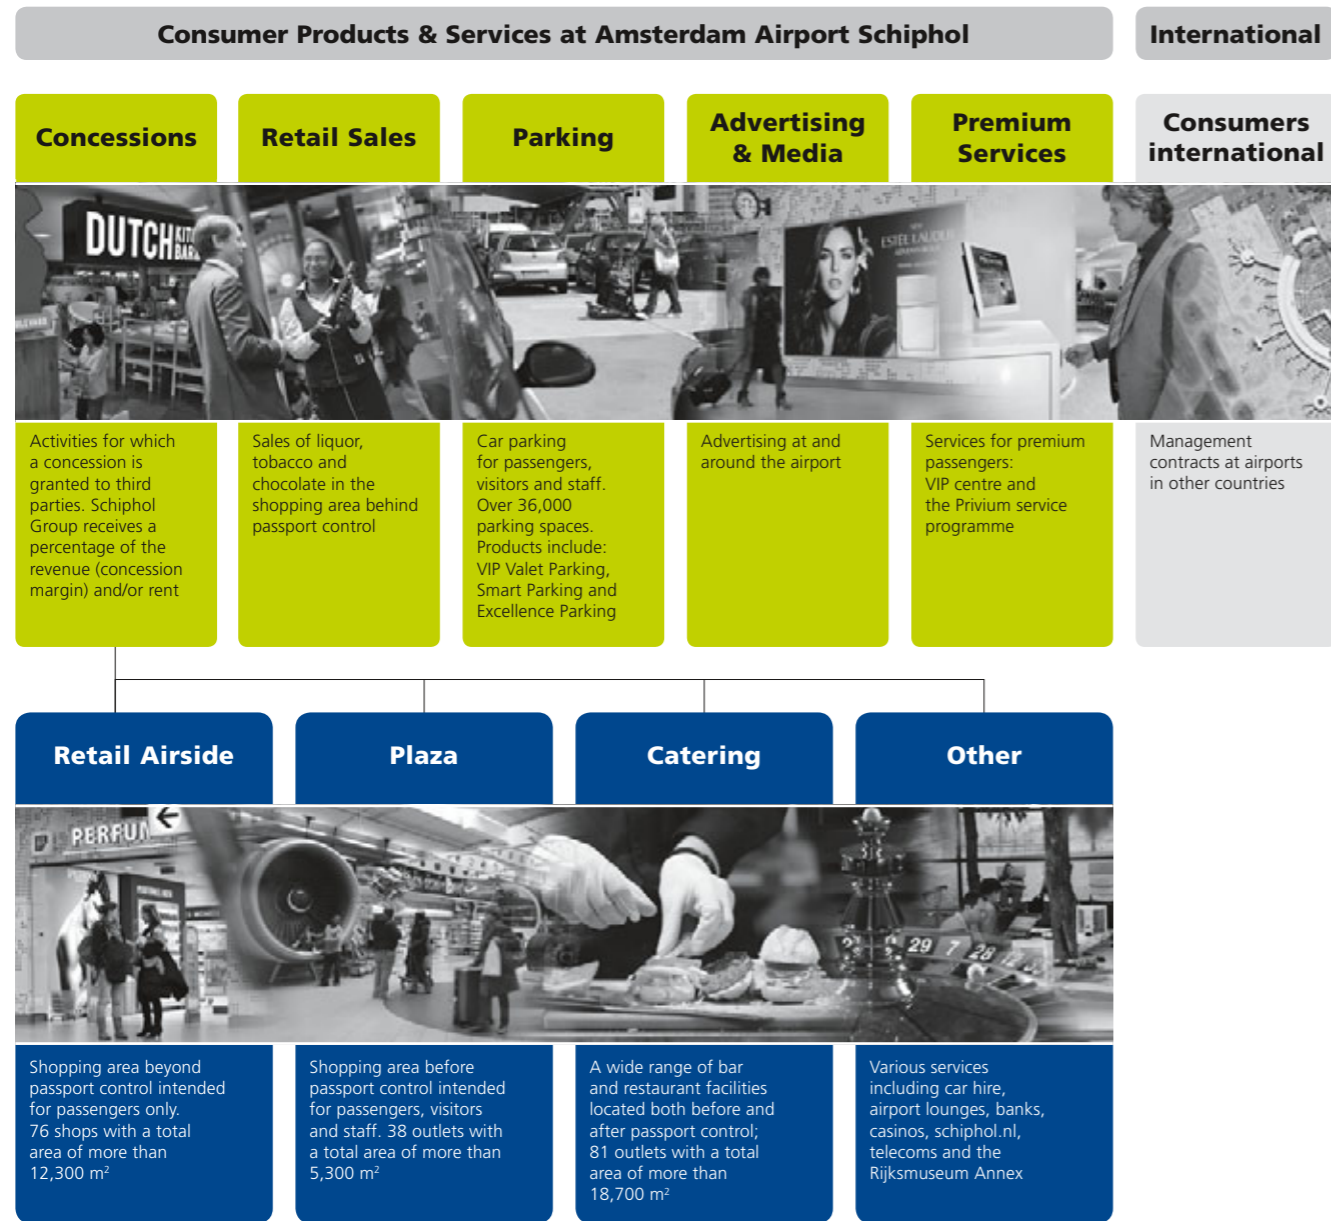 Consumer Products & Services at Amsterdam Airport Schiphol
International
Concessions
Retail Sales
Parking
Advertising
& Media
Premium
Services
Consumers
international
DUTCH
ESTĒE LAUDER
Activities for which
a concession is
granted to third
parties. Schiphol
Group receives a
percentage of the
revenue (concession
margin) and/or rent
Sales of liquor,
tobacco and
chocolate in the
shopping area behind
passport control
Car parking
for passengers,
visitors and staff.
Over 36,000
parking spaces.
Products include:
VIP Valet Parking,
Smart Parking and
Excellence Parking
Advertising at and
around the airport
Services for premium
passengers:
VIP centre and
the Privium service
programme
Management
contracts at airports
in other countries
Retail Airside
Plaza
Catering
Other
PERFUM
29 7 28
Shopping area beyond
passport control intended
for passengers only.
76 shops with a total
area of more than
12,300 m²
Shopping area before
passport control intended
for passengers, visitors
and staff. 38 outlets with
a total area of more than
5,300 m²
A wide range of bar
and restaurant facilities
located both before and
after passport control;
81 outlets with a total
area of more than
18,700 m²
Various services
including car hire,
airport lounges, banks,
casinos, schiphol.nl,
telecoms and the
Rijksmuseum Annex